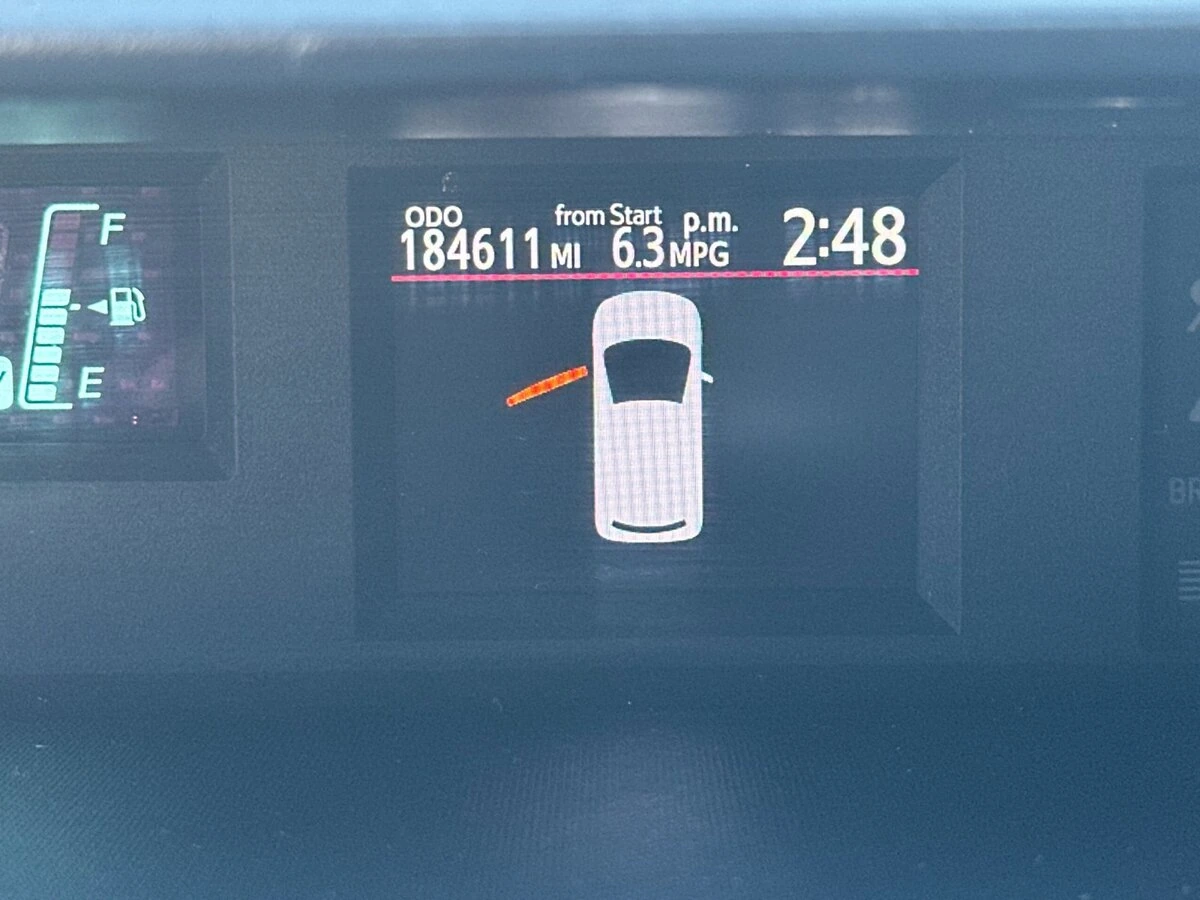 F
E
ODO from Start p.m. 2:48
184611 MI 6.3 MPG